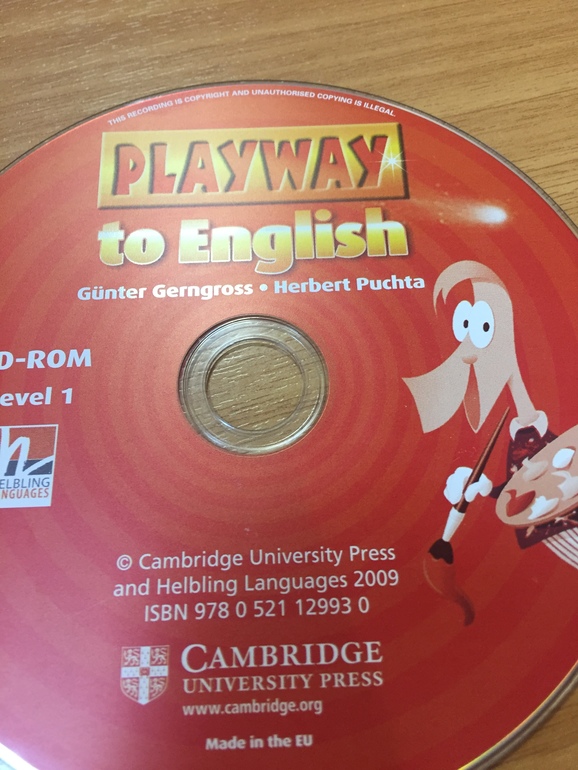 THIS RECORDING IS COPYRIGHT AND UNAUTHORISED COPYING IS ILLEGAL.
PLAYWAY
to English
Günter Gerngross • Herbert Puchta
D-ROM
evel 1
h
ELBLING
NGUAGES
© Cambridge University Press
and Helbling Languages 2009
ISBN 978 0 521 12993 0
CAMBRIDGE
UNIVERSITY PRESS
www.cambridge.org
Made in the EU